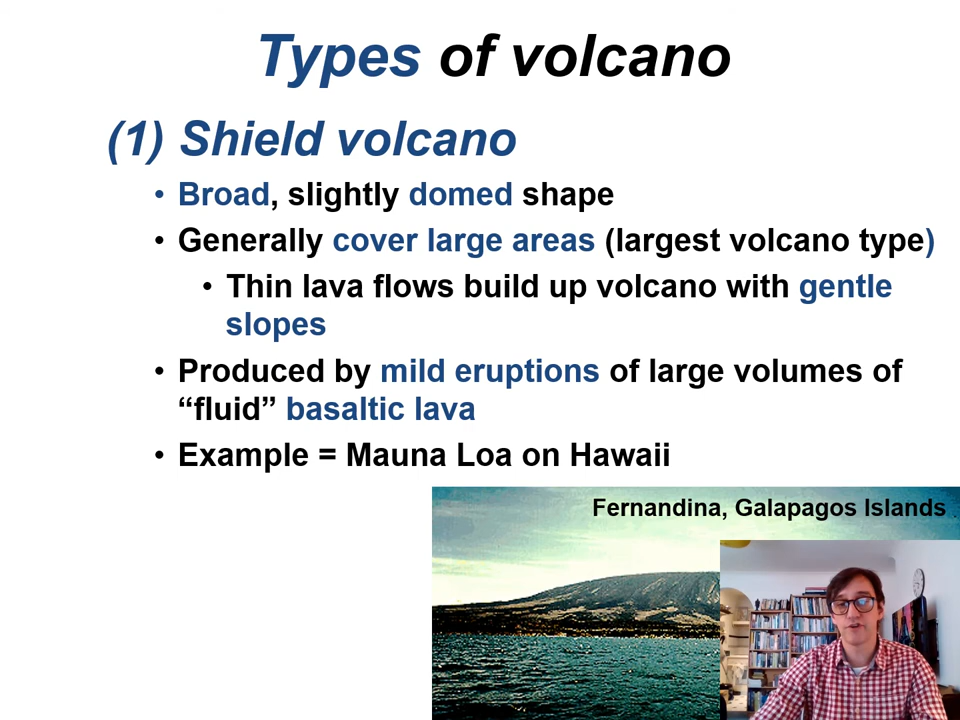 Types of volcano
(1) Shield volcano
• Broad, slightly domed shape
• Generally cover large areas (largest volcano type)
• Thin lava flows build up volcano with gentle
slopes
• Produced by mild eruptions of large volumes of
“fluid” basaltic lava
• Example = Mauna Loa on Hawaii
Fernandina, Galapagos Islands